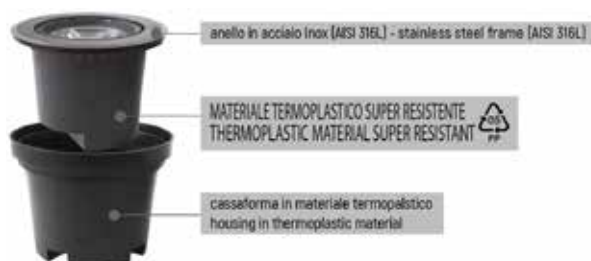 anello in acciaio Inox (AISI 316L) - stainless steel frame (AISI 316L)
MATERIALE TERMOPLASTICO SUPER RESISTENTE
THERMOPLASTIC MATERIAL SUPER RESISTANT
05
PP
cassaforma in materiale termopalstico
housing in thermoplastic material